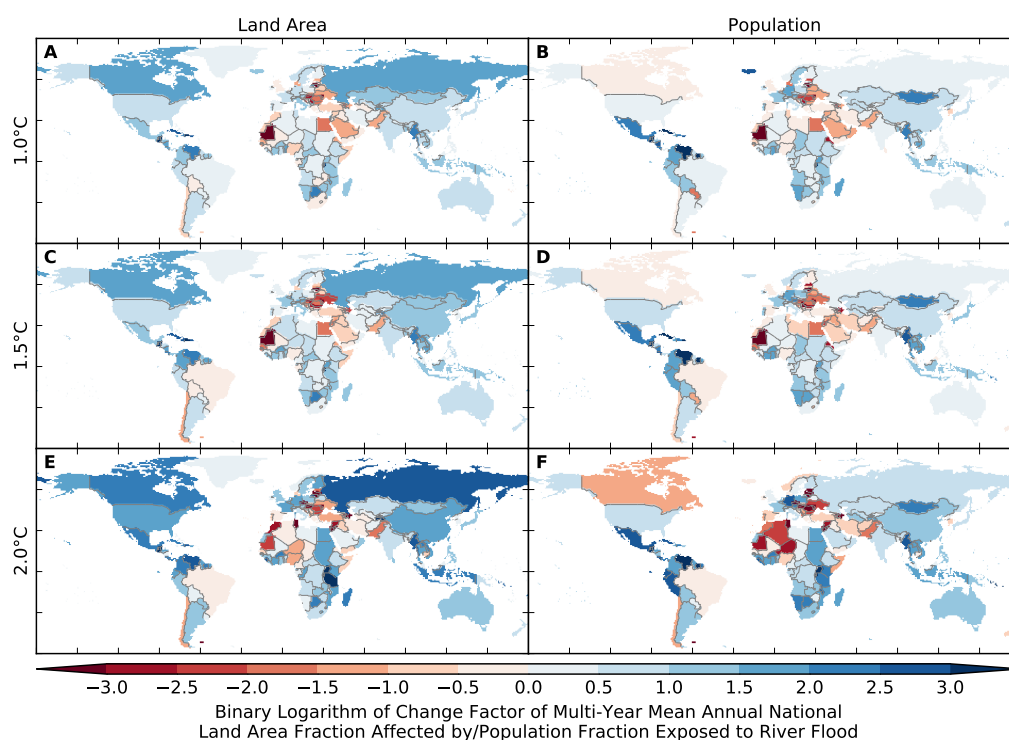 Land Area
Population
A
B
1.0°C
C
D
1.5°C
E
F
2.0°C
−3.0 −2.5 −2.0 −1.5 −1.0 −0.5 0.0 0.5 1.0 1.5 2.0 2.5 3.0
Binary Logarithm of Change Factor of Multi-Year Mean Annual National
Land Area Fraction Affected by/Population Fraction Exposed to River Flood